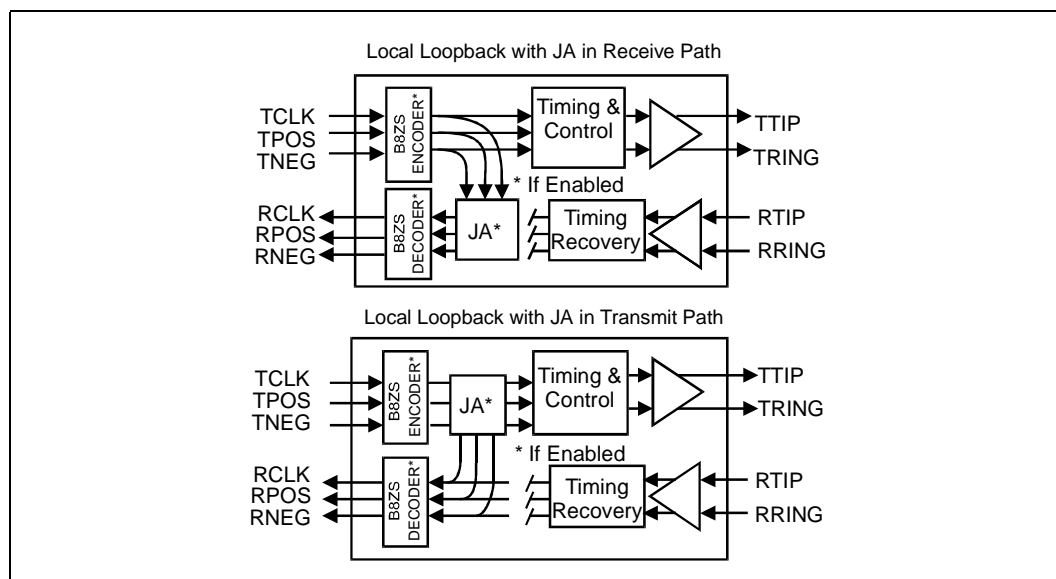 Local Loopback with JA in Receive Path
TCLK
TPOS
TNEG
B8ZS
ENCODER*
Timing &
Control
TTIP
TRING
* If Enabled
RCLK
RPOS
RNEG
B8ZS
DECODER*
JA*
Timing
Recovery
RTIP
RRING
Local Loopback with JA in Transmit Path
TCLK
TPOS
TNEG
B8ZS
ENCODER*
JA*
Timing &
Control
TTIP
TRING
* If Enabled
RCLK
RPOS
RNEG
B8ZS
DECODER*
Timing
Recovery
RTIP
RRING